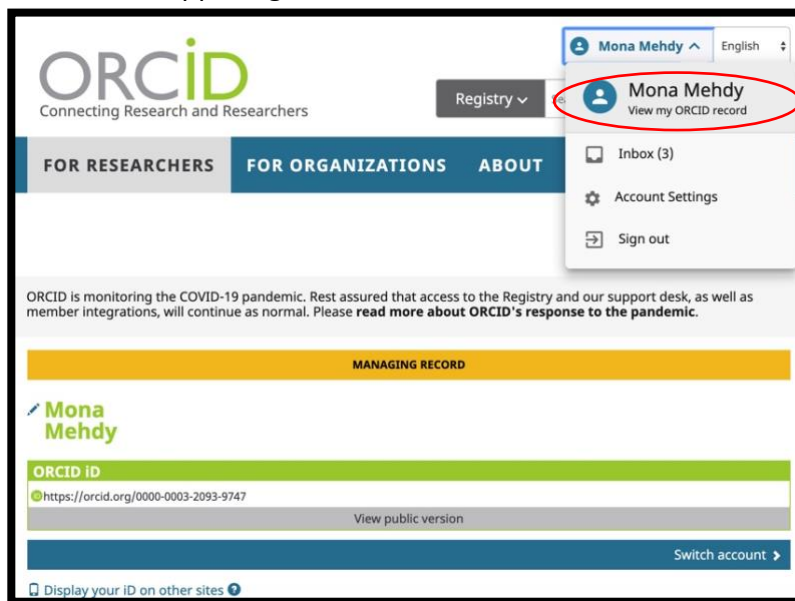 ORCiD
Connecting Research and Researchers
Mona Mehdy
English
Registry
Mona Mehdy
View my ORCID record
Inbox (3)
Account Settings
Sign out
FOR RESEARCHERS
FOR ORGANIZATIONS
ABOUT
ORCID is monitoring the COVID-19 pandemic. Rest assured that access to the Registry and our support desk, as well as
member integrations, will continue as normal. Please read more about ORCID's response to the pandemic.
MANAGING RECORD
Mona
Mehdy
ORCID iD
iD https://orcid.org/0000-0003-2093-9747
View public version
Switch account
Display your iD on other sites ?